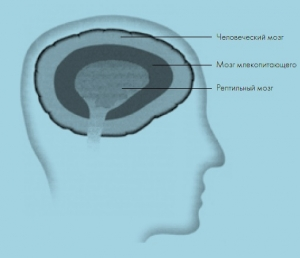 Человеческий мозг
Мозг млекопитающего
Рептильный мозг